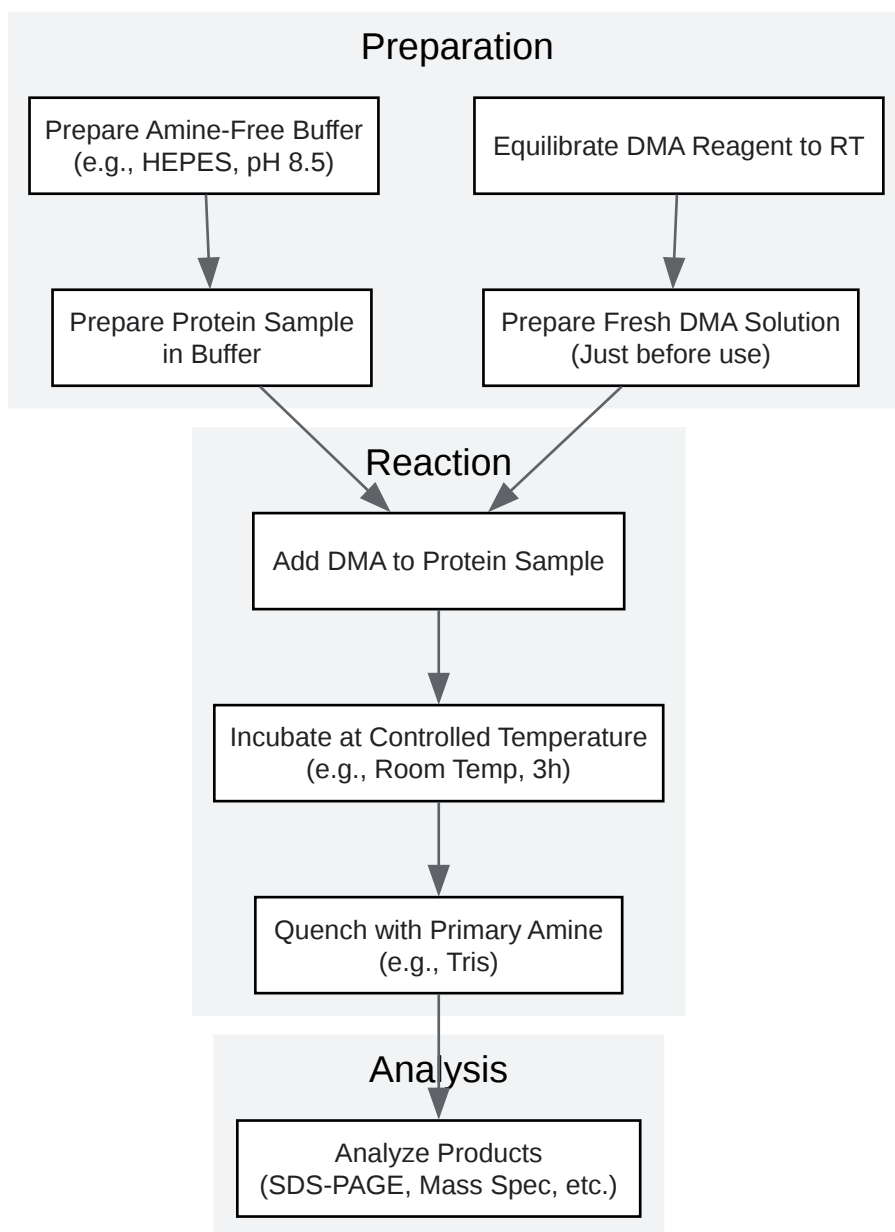 Preparation
Prepare Amine-Free Buffer
(e.g., HEPES, pH 8.5)
Equilibrate DMA Reagent to RT
Prepare Protein Sample
in Buffer
Prepare Fresh DMA Solution
(Just before use)
Reaction
Add DMA to Protein Sample
Incubate at Controlled Temperature
(e.g., Room Temp, 3h)
Quench with Primary Amine
(e.g., Tris)
Analysis
Analyze Products
(SDS-PAGE, Mass Spec, etc.)